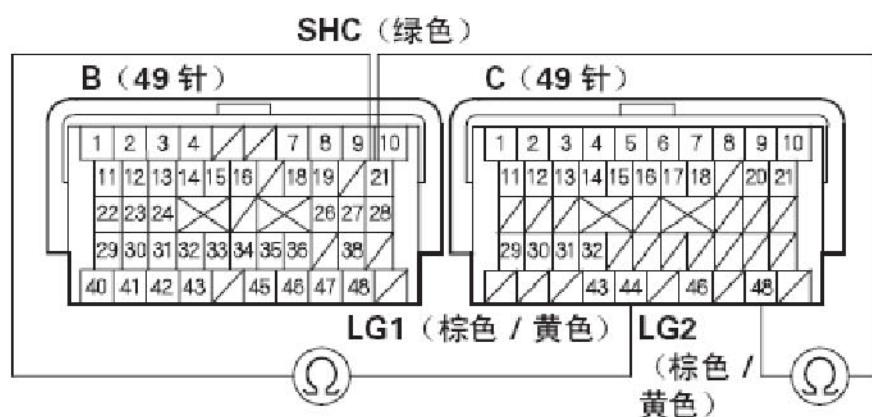 SHC（绿色）
B（49 针） C（49 针）
1 2 3 4 7 8 9 10 1 2 3 4 5 6 7 8 9 10
11 12 13 14 15 16 18 19 21 11 12 13 14 15 16 17 18 20 21
22 23 24 26 27 28
29 30 31 32 33 34 35 36 38 29 30 31 32
40 41 42 43 45 46 47 48 43 44 46 48
LG1（棕色 / 黄色） LG2
（棕色 /
黄色）
Ω Ω